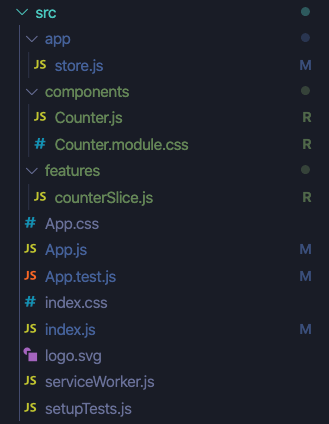 src
app
JS store.js M
components
JS Counter.js R
# Counter.module.css R
features
JS counterSlice.js R
# App.css
JS App.js M
JS App.test.js M
# index.css
JS index.js M
logo.svg
JS serviceWorker.js
JS setupTests.js